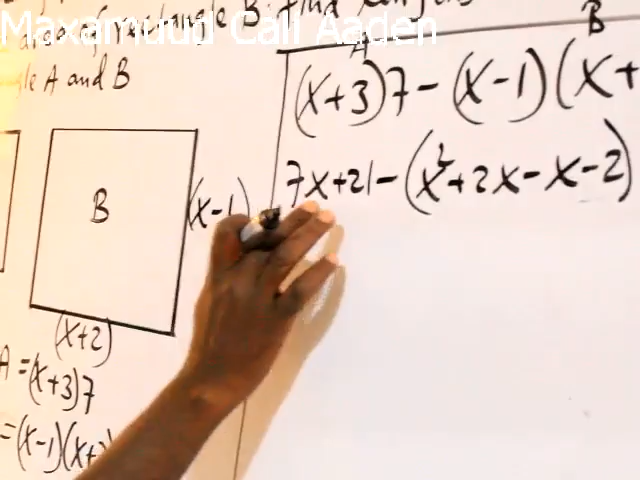 Maxamuud Cali Aaden
area of rectangle B. find
A and B
B
(x-1)
(x+2)
A = (x+3)7
= (x-1)(x+2
A
B
(x+3)7 - (x-1)(x+
7x+21 - (x²+2x-x-2)